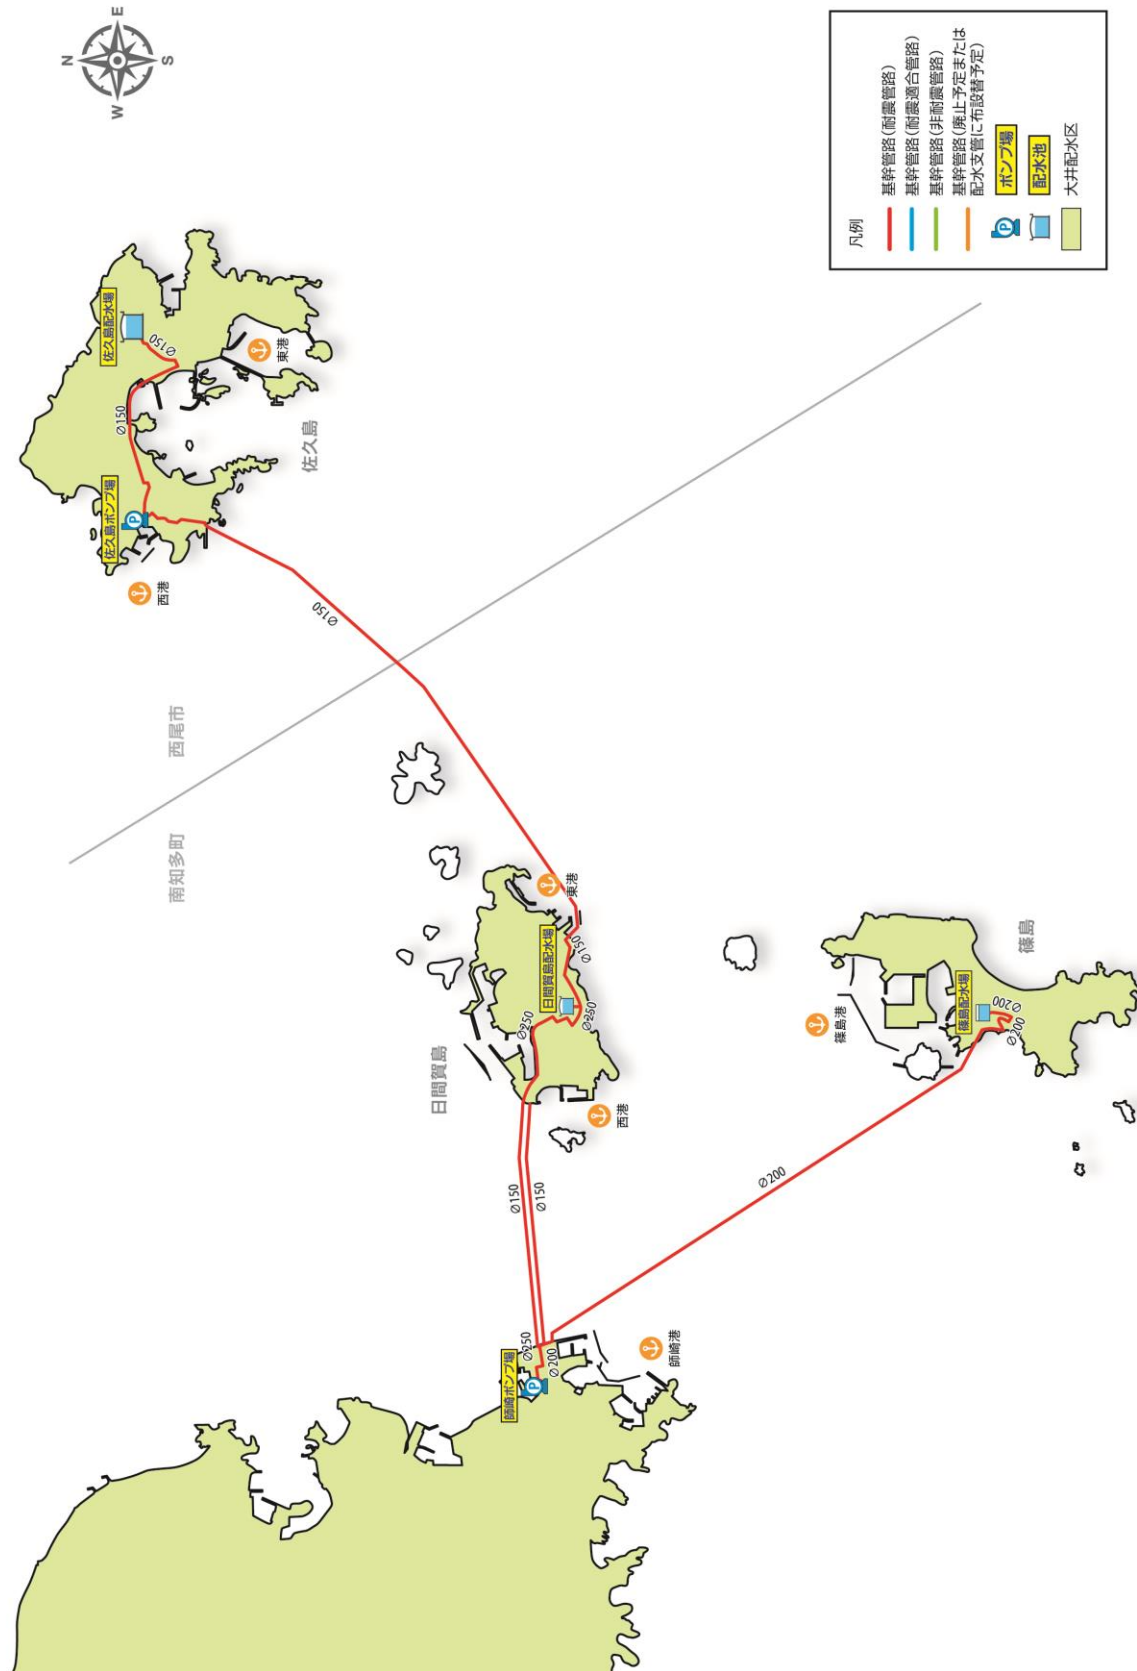 N
E
W
S
凡例
基幹管路(耐震管路)
基幹管路(耐震適合管路)
基幹管路(非耐震管路)
基幹管路(廃止予定または
配水支管に布設替予定)
P
ポンプ場
配水池
大井配水区
佐久島配水場
Ø150
Ø150
佐久島ポンプ場
P
西港
東港
佐久島
Ø150
西尾市
南知多町
東港
日間賀島配水場
Ø150
Ø250
Ø250
日間賀島
西港
Ø150
Ø150
篠島
篠島配水場
Ø200
Ø200
篠島港
Ø200
Ø250
Ø200
師崎ポンプ場
P
師崎港